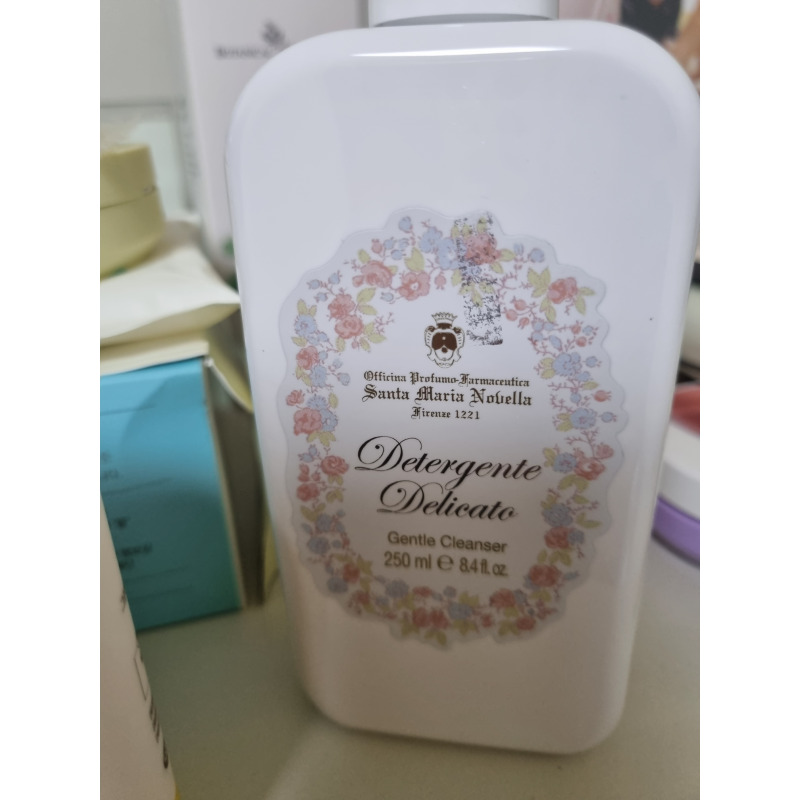 Officina Profumo-Farmaceutica
Santa Maria Novella
Firenze 1221
Detergente
Delicato
Gentle Cleanser
250 ml ℮ 8.4 fl. oz.